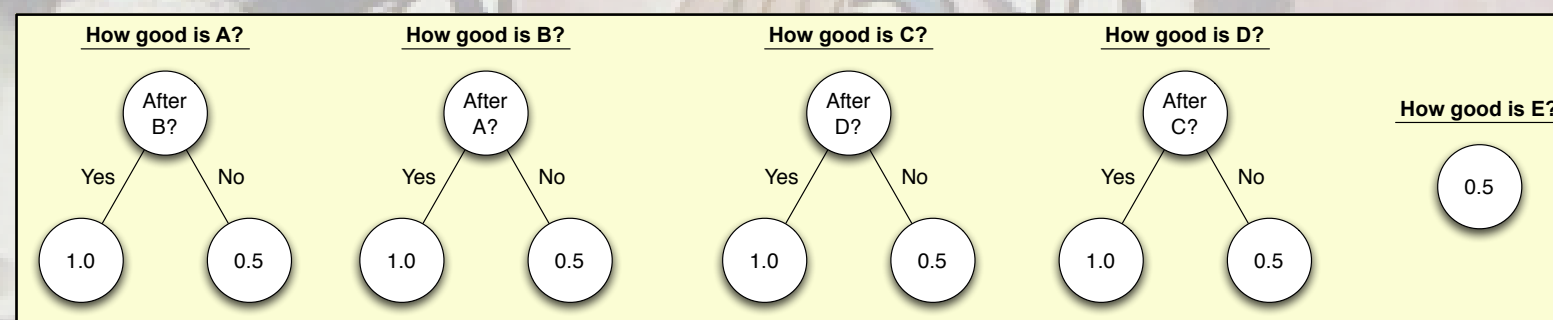 How good is A?
After
B?
Yes
No
1.0
0.5
How good is B?
After
A?
Yes
No
1.0
0.5
How good is C?
After
D?
Yes
No
1.0
0.5
How good is D?
After
C?
Yes
No
1.0
0.5
How good is E?
0.5